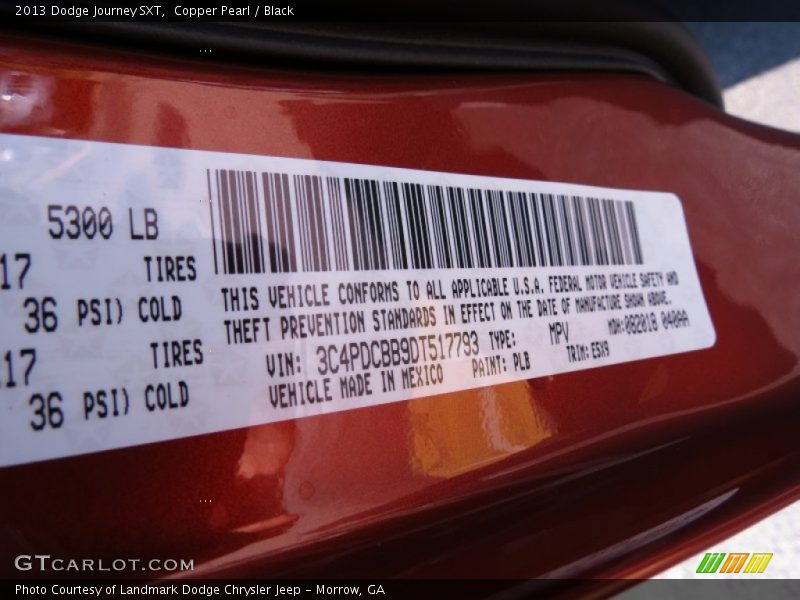 2013 Dodge Journey SXT, Copper Pearl / Black
5300 LB
17 TIRES
36 PSI) COLD
17 TIRES
36 PSI) COLD
THIS VEHICLE CONFORMS TO ALL APPLICABLE U.S.A. FEDERAL MOTOR VEHICLE SAFETY AND
THEFT PREVENTION STANDARDS IN EFFECT ON THE DATE OF MANUFACTURE SHOWN ABOVE.
VIN: 3C4PDCBB9DT517793 TYPE: MPV MDH:082018 040AA
VEHICLE MADE IN MEXICO PAINT: PLB TRIM:
GTCARLOT.COM
Photo Courtesy of Landmark Dodge Chrysler Jeep - Morrow, GA